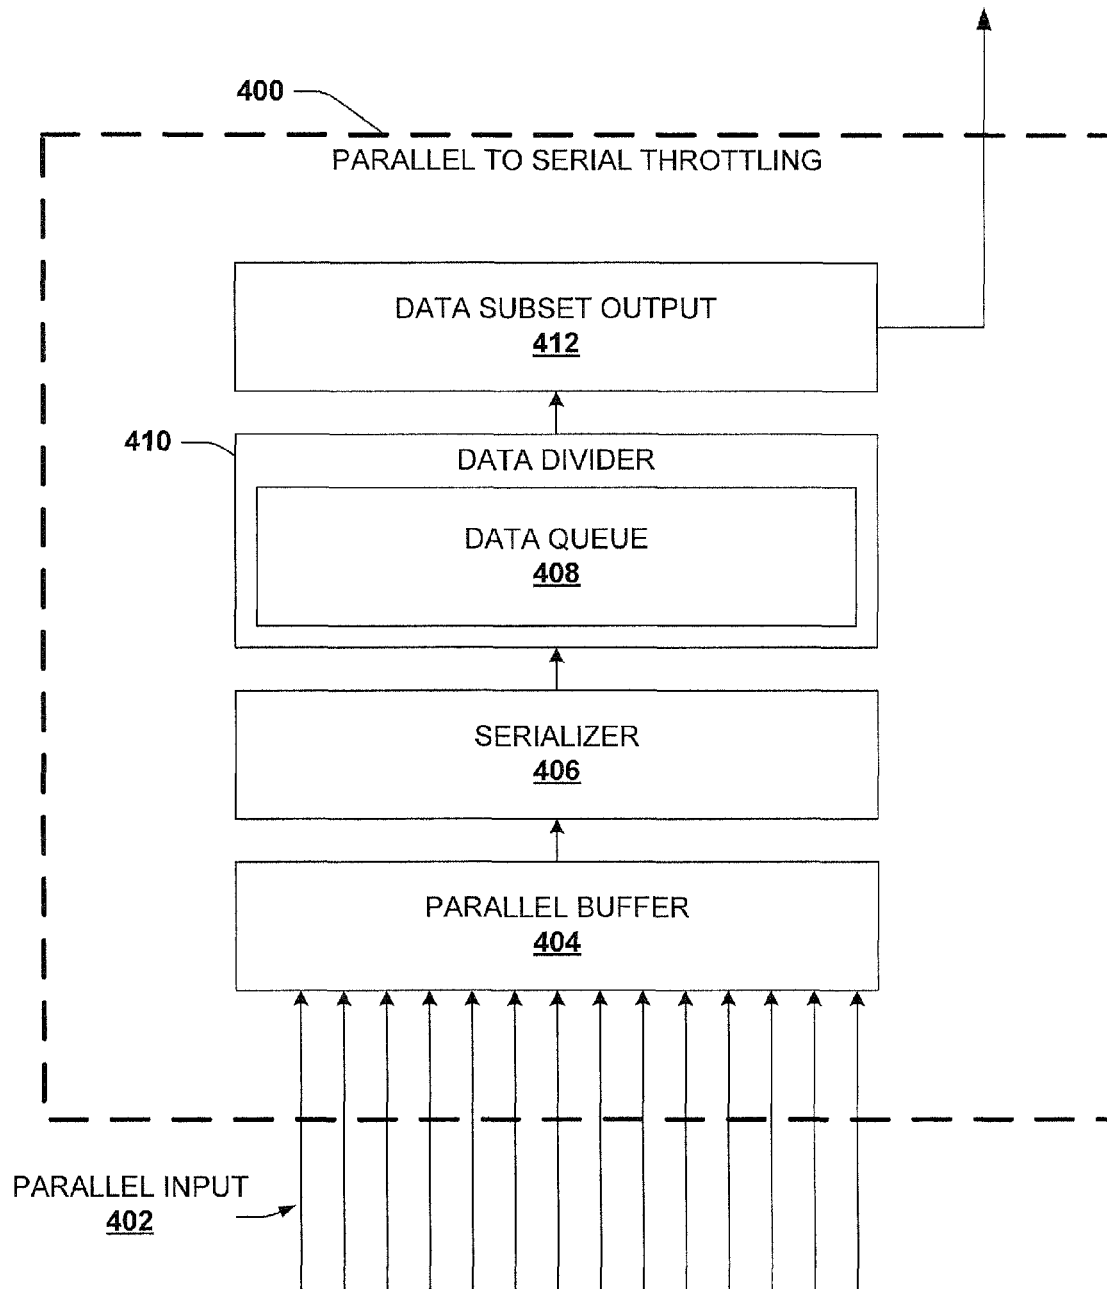 400
PARALLEL TO SERIAL THROTTLING
DATA SUBSET OUTPUT
412
410
DATA DIVIDER
DATA QUEUE
408
SERIALIZER
406
PARALLEL BUFFER
404
PARALLEL INPUT
402